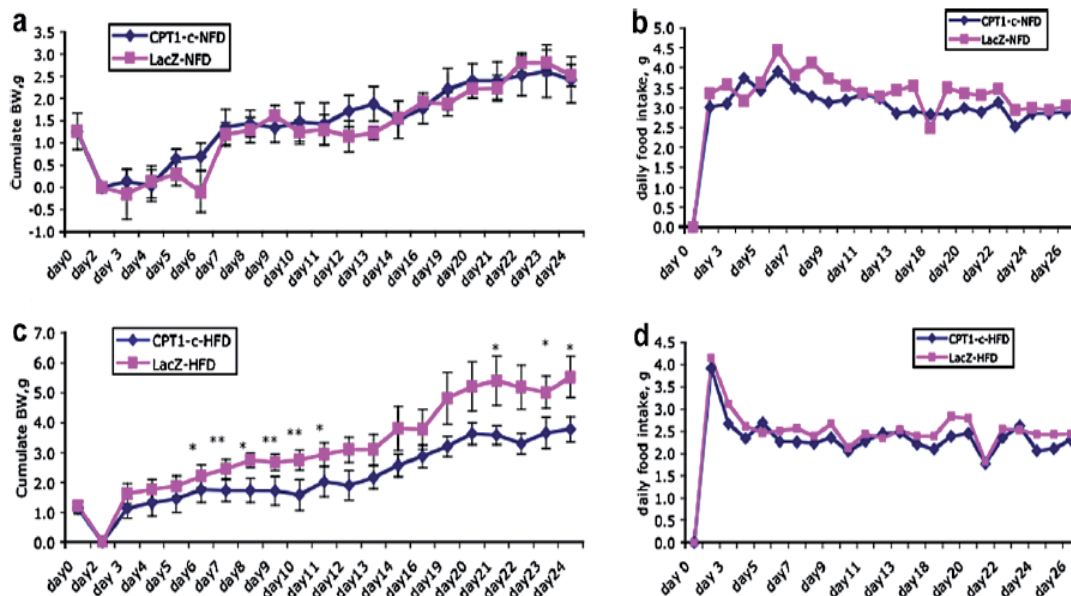 a
CPT1-c-NFD
LacZ-NFD
Cumulate BW,g
3.5
3.0
2.5
2.0
1.5
1.0
0.5
0.0
-0.5
-1.0
day0
day2
day 3
day4
day5
day6
day7
day8
day9
day10
day11
day12
day13
day14
day15
day19
day20
day21
day22
day24
b
CPT1-c-NFD
LacZ-NFD
daily food intake, g
5.0
4.5
4.0
3.5
3.0
2.5
2.0
1.5
1.0
0.5
0.0
day 0
day 3
day5
day7
day9
day11
day13
day15
day18
day20
day22
day24
day26
c
CPT1-c-HFD
LacZ-HFD
Cumulate BW,g
7.0
6.0
5.0
4.0
3.0
2.0
1.0
0.0
* ** * ** ** * * * *
day0
day2
day 3
day4
day5
day6
day7
day8
day9
day10
day11
day12
day13
day14
day17
day19
day20
day21
day23
day24
d
CPT1-c-HFD
LacZ-HFD
daily food intake, g
4.5
4.0
3.5
3.0
2.5
2.0
1.5
1.0
0.5
0.0
day 0
day 3
day5
day7
day9
day11
day13
day15
day18
day20
day22
day24
day26